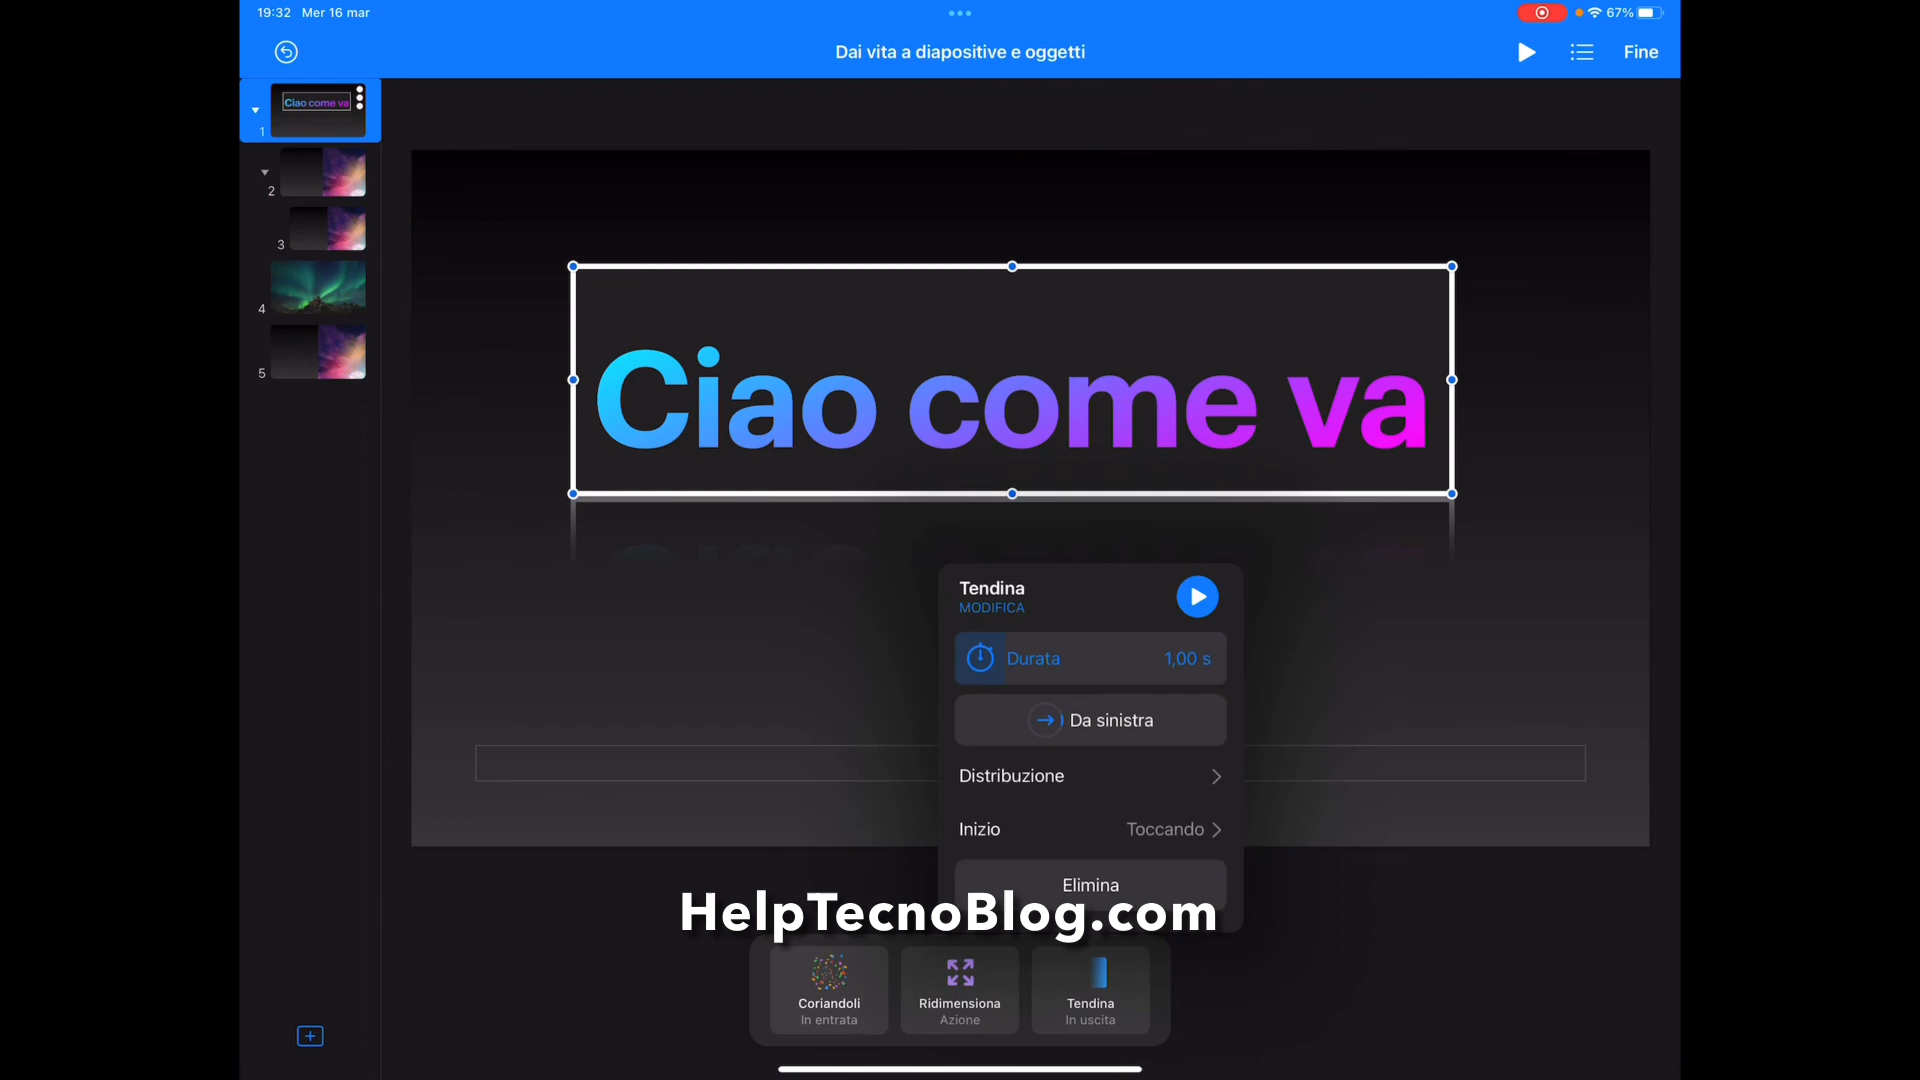 19:32 Mer 16 mar
67%
Dai vita a diapositive e oggetti
Fine
Ciao come va
1
2
3
4
5
Ciao come va
Tendina
MODIFICA
Durata 1,00 s
Da sinistra
Distribuzione
Inizio Toccando
Elimina
HelpTecnoBlog.com
Coriandoli
In entrata
Ridimensiona
Azione
Tendina
In uscita